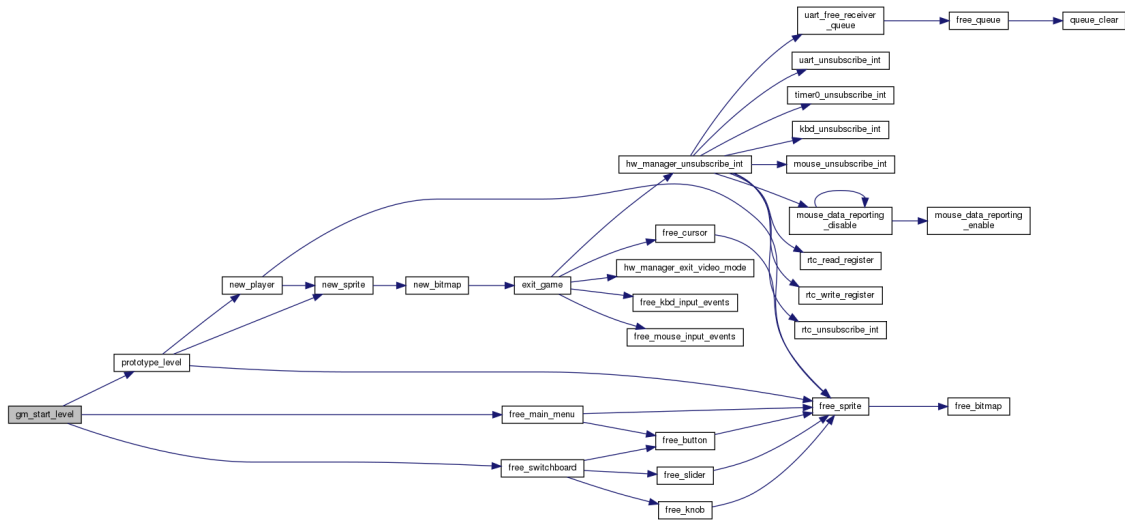 uart_free_receiver
_queue
free_queue
queue_clear
uart_unsubscribe_int
timer0_unsubscribe_int
kbd_unsubscribe_int
hw_manager_unsubscribe_int
mouse_unsubscribe_int
mouse_data_reporting
_disable
mouse_data_reporting
_enable
free_cursor
rtc_read_register
hw_manager_exit_video_mode
new_player
new_sprite
new_bitmap
exit_game
rtc_write_register
free_kbd_input_events
rtc_unsubscribe_int
free_mouse_input_events
prototype_level
free_sprite
free_bitmap
gm_start_level
free_main_menu
free_button
free_switchboard
free_slider
free_knob